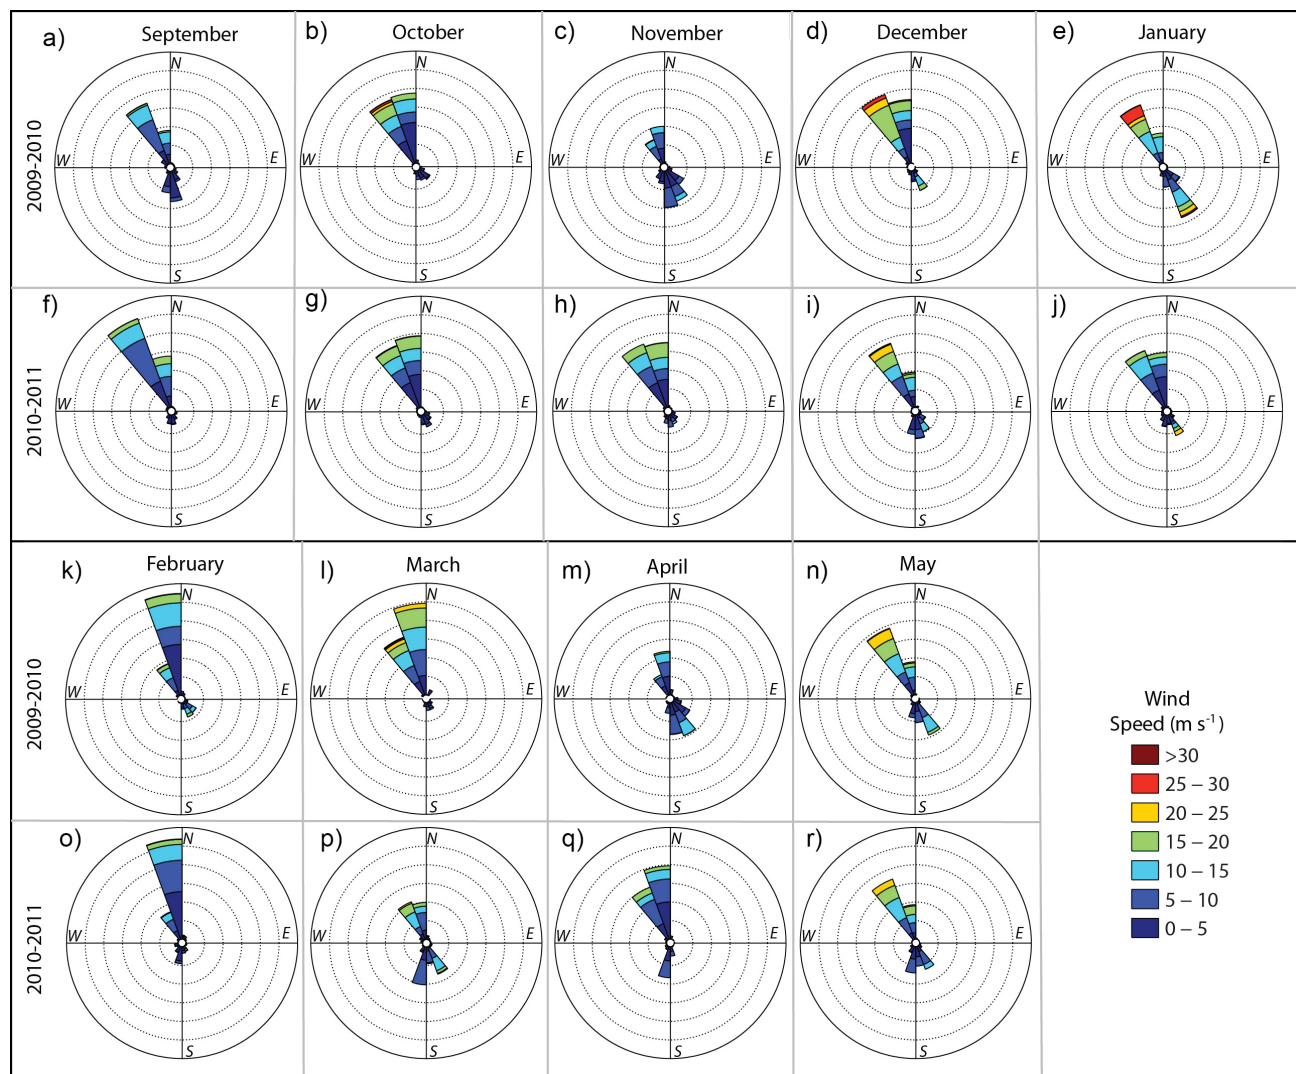 a) September
b) October
c) November
d) December
e) January
2009-2010
N
W E
S
N
W E
S
N
W E
S
N
W E
S
N
W E
S
f)
g)
h)
i)
j)
2010-2011
N
W E
S
N
W E
S
N
W E
S
N
W E
S
N
W E
S
k) February
l) March
m) April
n) May
2009-2010
N
W E
S
N
W E
S
N
W E
S
N
W E
S
o)
p)
q)
r)
2010-2011
N
W E
S
N
W E
S
N
W E
S
N
W E
S
Wind
Speed (m s⁻¹)
>30
25 – 30
20 – 25
15 – 20
10 – 15
5 – 10
0 – 5